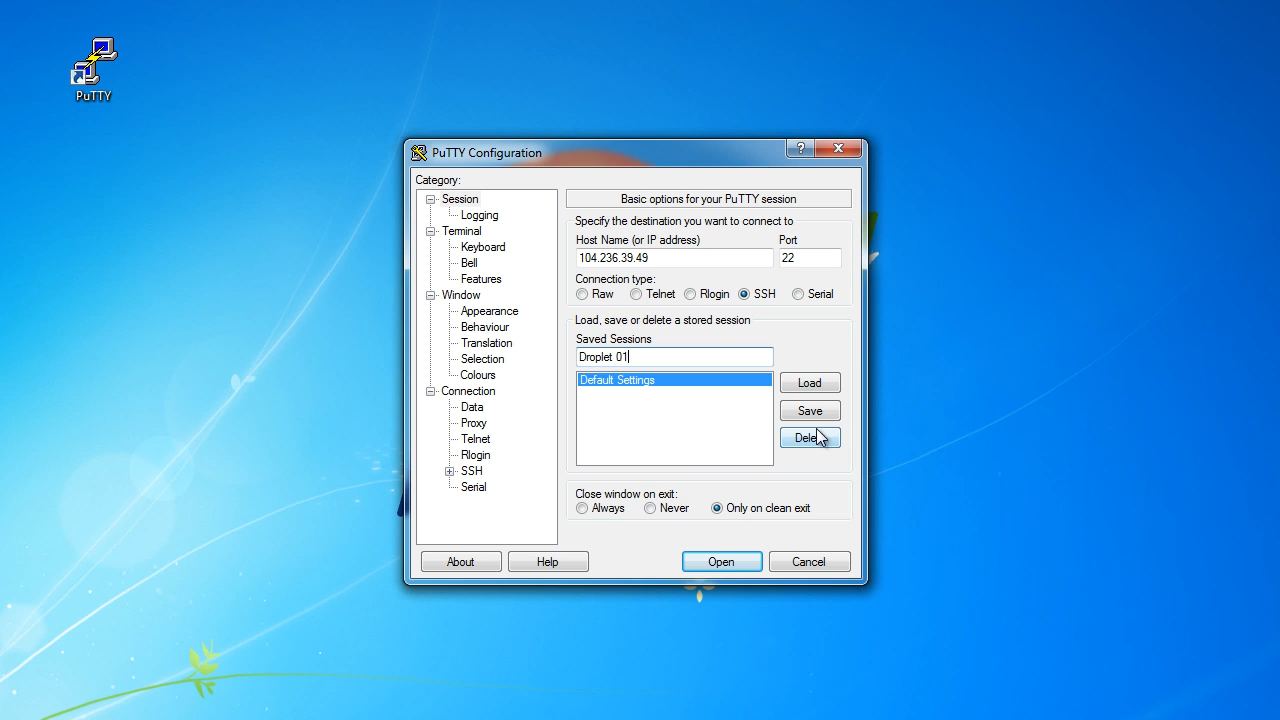 PuTTY
PuTTY Configuration
?
Category:
Session
Logging
Terminal
Keyboard
Bell
Features
Window
Appearance
Behaviour
Translation
Selection
Colours
Connection
Data
Proxy
Telnet
Rlogin
SSH
Serial
Basic options for your PuTTY session
Specify the destination you want to connect to
Host Name (or IP address) Port
104.236.39.49 22
Connection type:
Raw Telnet Rlogin SSH Serial
Load, save or delete a stored session
Saved Sessions
Droplet 01
Default Settings
Load
Save
Close window on exit:
Always Never Only on clean exit
About Help Open Cancel